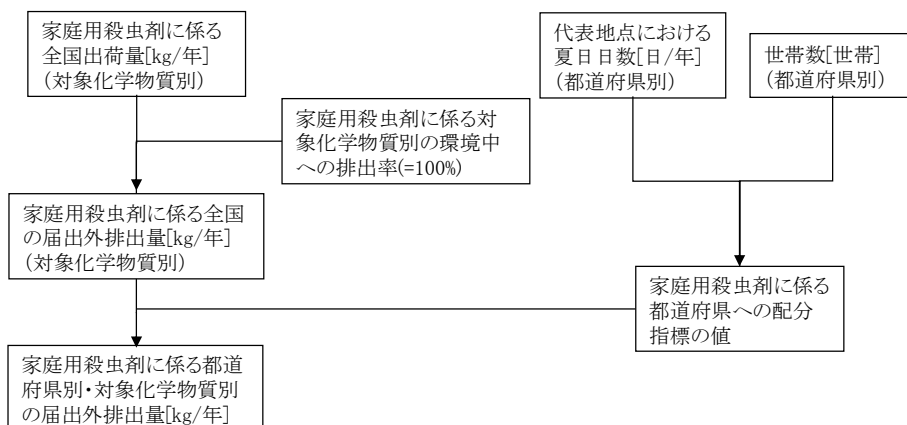 家庭用殺虫剤に係る
全国出荷量[kg/年]
(対象化学物質別)
代表地点における
夏日日数[日/年]
(都道府県別)
世帯数[世帯]
(都道府県別)
家庭用殺虫剤に係る対
象化学物質別の環境中
への排出率(=100%)
家庭用殺虫剤に係る全国
の届出外排出量[kg/年]
(対象化学物質別)
家庭用殺虫剤に係る
都道府県への配分
指標の値
家庭用殺虫剤に係る都道
府県別・対象化学物質別
の届出外排出量[kg/年]